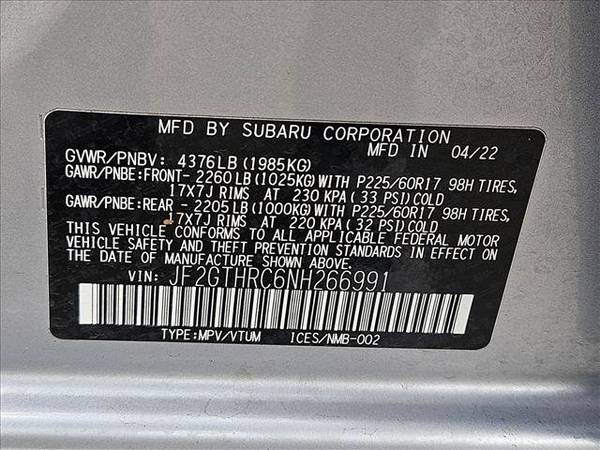 MFD BY SUBARU CORPORATION
MFD IN 04/22
GVWR/PNBV: 4376LB(1985KG)
GAWR/PNBE:FRONT- 2260LB(1025KG)WITH P225/60R17 98H TIRES,
17X7J RIMS AT 230 KPA(33 PSI)COLD
GAWR/PNBE:REAR - 2205LB(1000KG)WITH P225/60R17 98H TIRES,
17X7J RIMS AT 220 KPA(32 PSI)COLD
THIS VEHICLE CONFORMS TO ALL APPLICABLE FEDERAL MOTOR
VEHICLE SAFETY AND THEFT PREVENTION STANDARDS IN EFFECT ON
THE DATE OF MANUFACTURE SHOWN ABOVE.
VIN: JF2GTHRC6NH266991
TYPE:MPV/VTUM ICES/NMB-002